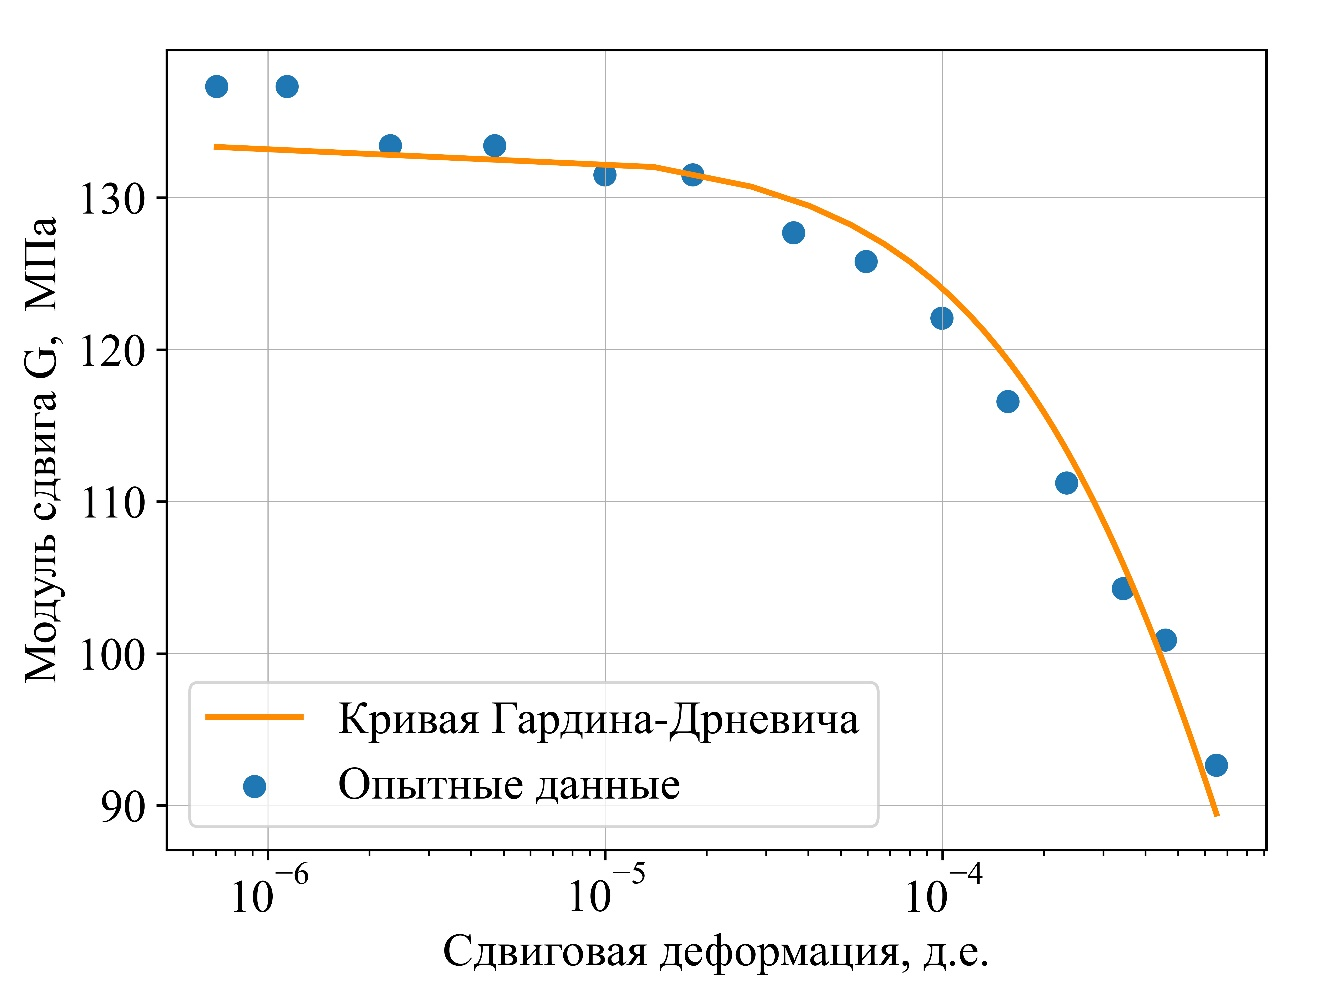 Модуль сдвига G, МПа
130
120
110
100
90
Кривая Гардина-Дрневича
Опытные данные
10⁻⁶ 10⁻⁵ 10⁻⁴
Сдвиговая деформация, д.е.